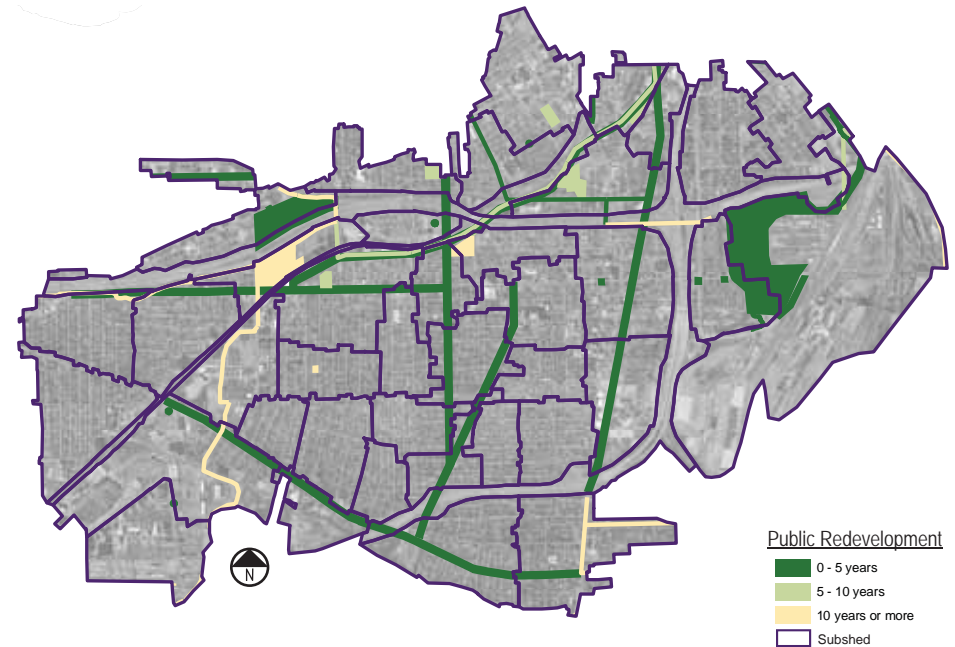 N
Public Redevelopment
0 - 5 years
5 - 10 years
10 years or more
Subshed